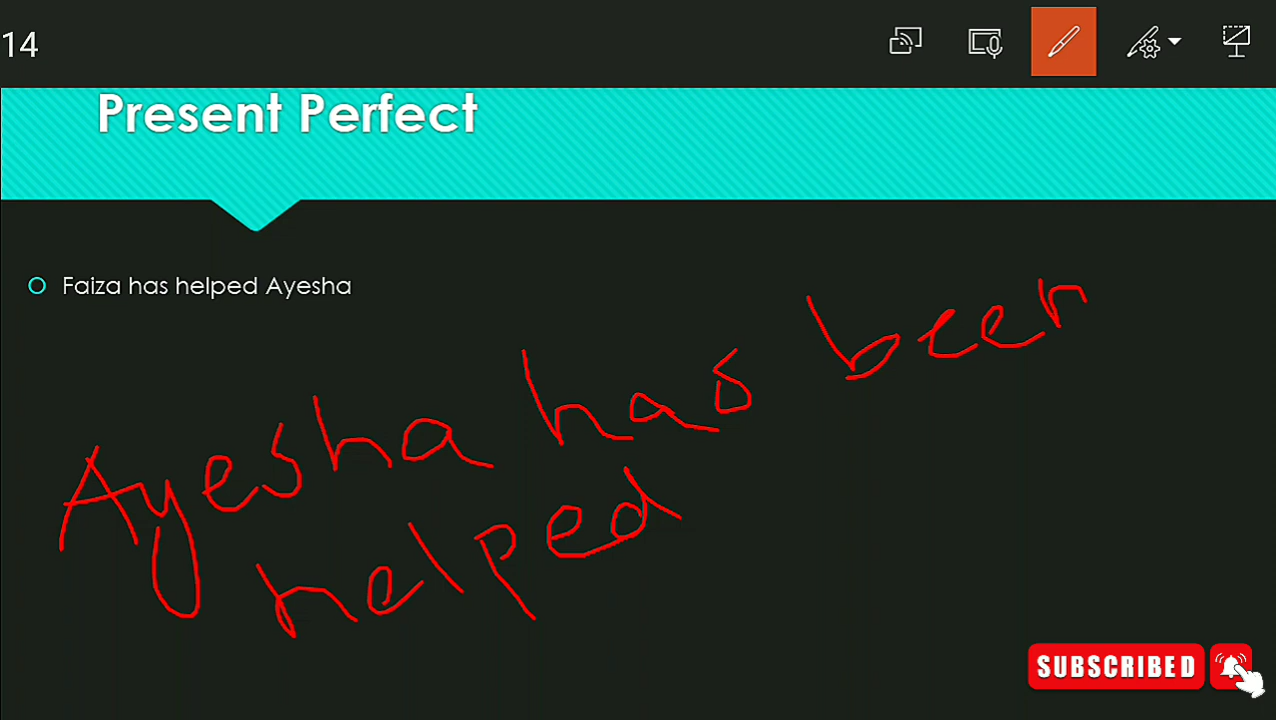 14
Present Perfect
Faiza has helped Ayesha
Ayesha has been
helped
SUBSCRIBED